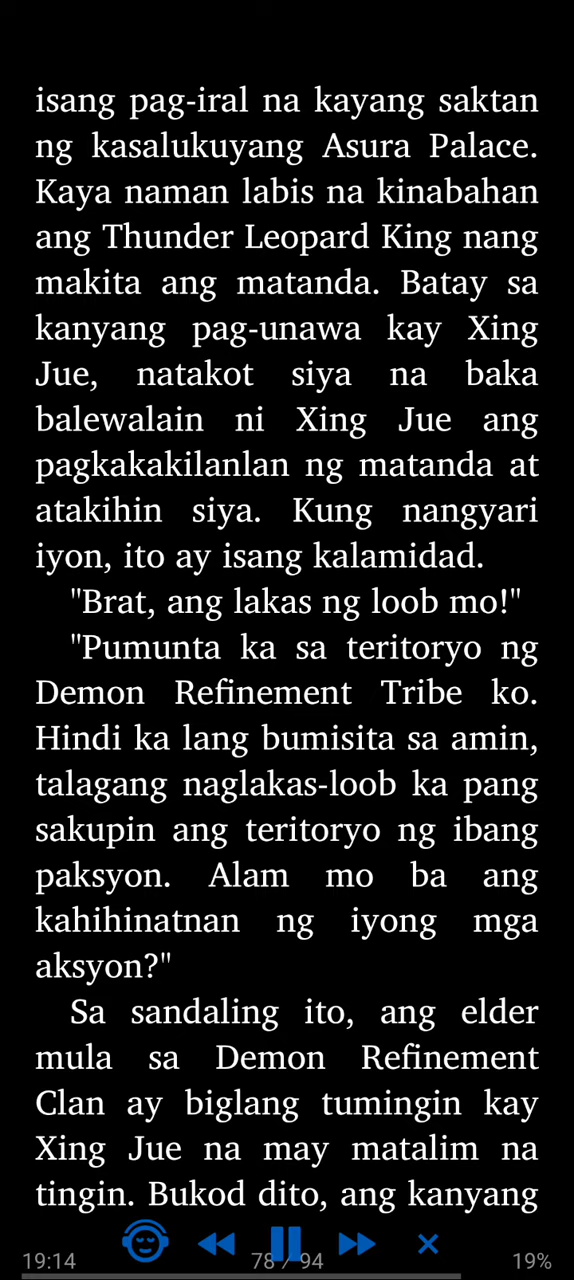 isang pag-iral na kayang saktan
ng kasalukuyang Asura Palace.
Kaya naman labis na kinabahan
ang Thunder Leopard King nang
makita ang matanda. Batay sa
kanyang pag-unawa kay Xing
Jue, natakot siya na baka
balewalain ni Xing Jue ang
pagkakakilanlan ng matanda at
atakihin siya. Kung nangyari
iyon, ito ay isang kalamidad.
"Brat, ang lakas ng loob mo!"
"Pumunta ka sa teritoryo ng
Demon Refinement Tribe ko.
Hindi ka lang bumisita sa amin,
talagang naglakas-loob ka pang
sakupin ang teritoryo ng ibang
paksyon. Alam mo ba ang
kahihinatnan ng iyong mga
aksyon?"
Sa sandaling ito, ang elder
mula sa Demon Refinement
Clan ay biglang tumingin kay
Xing Jue na may matalim na
tingin. Bukod dito, ang kanyang
19:14 78 / 94 19%